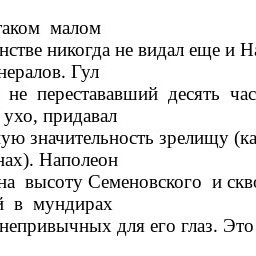 таком малом
нстве никогда не видал еще и На
нералов. Гул
не перестававший десять час
ухо, придавал
ую значительность зрелищу (ка
нах). Наполеон
на высоту Семеновского и скво
й в мундирах
непривычных для его глаз. Это